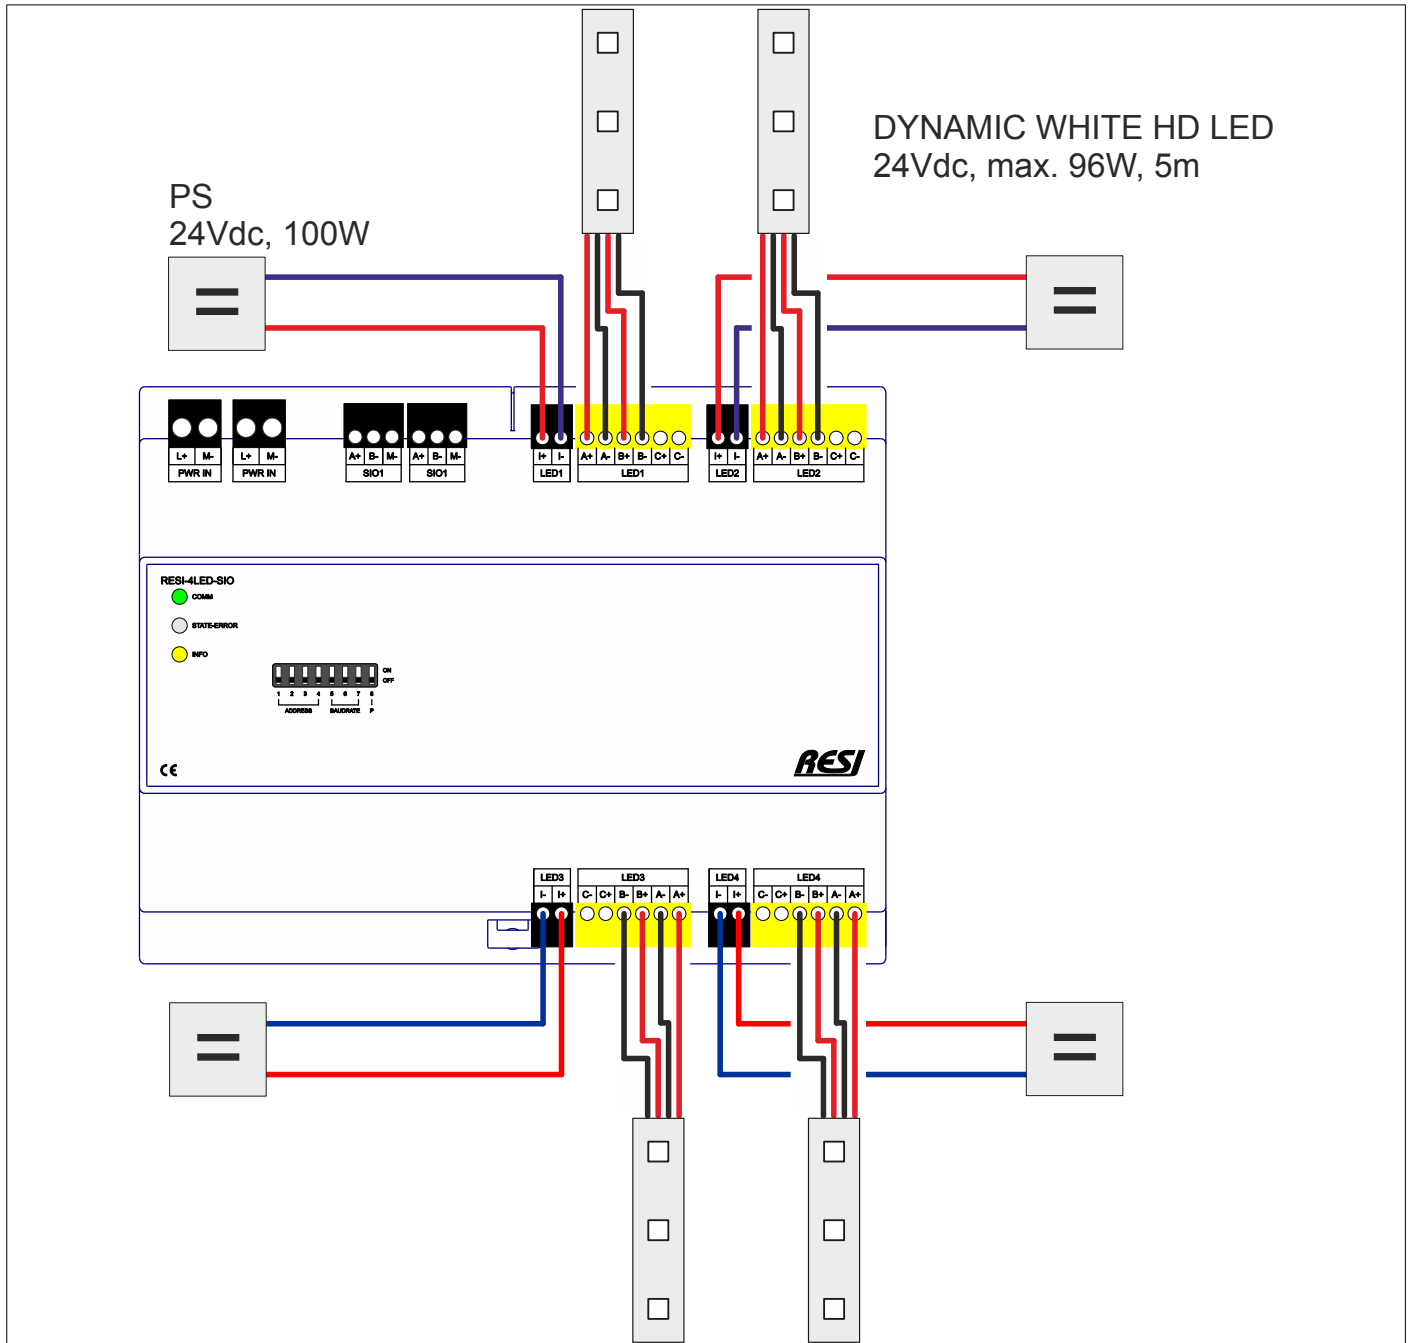 DYNAMIC WHITE HD LED
24Vdc, max. 96W, 5m
PS
24Vdc, 100W
L+ M- L+ M- A+ B- M- A+ B- M- I+ I- A+ A- B+ B- C+ C- I+ I- A+ A- B+ B- C+ C-
PWR IN PWR IN SIO1 SIO1 LED1 LED1 LED2 LED2
RESI-4LED-SIO
COMM
STATE-ERROR
INFO
ON
OFF
1 2 3 4 5 6 7 8
ADDRESS BAUDRATE P
CE RESI
LED3 LED3 LED4 LED4
I- I+ C- C+ B- B+ A- A+ I- I+ C- C+ B- B+ A- A+